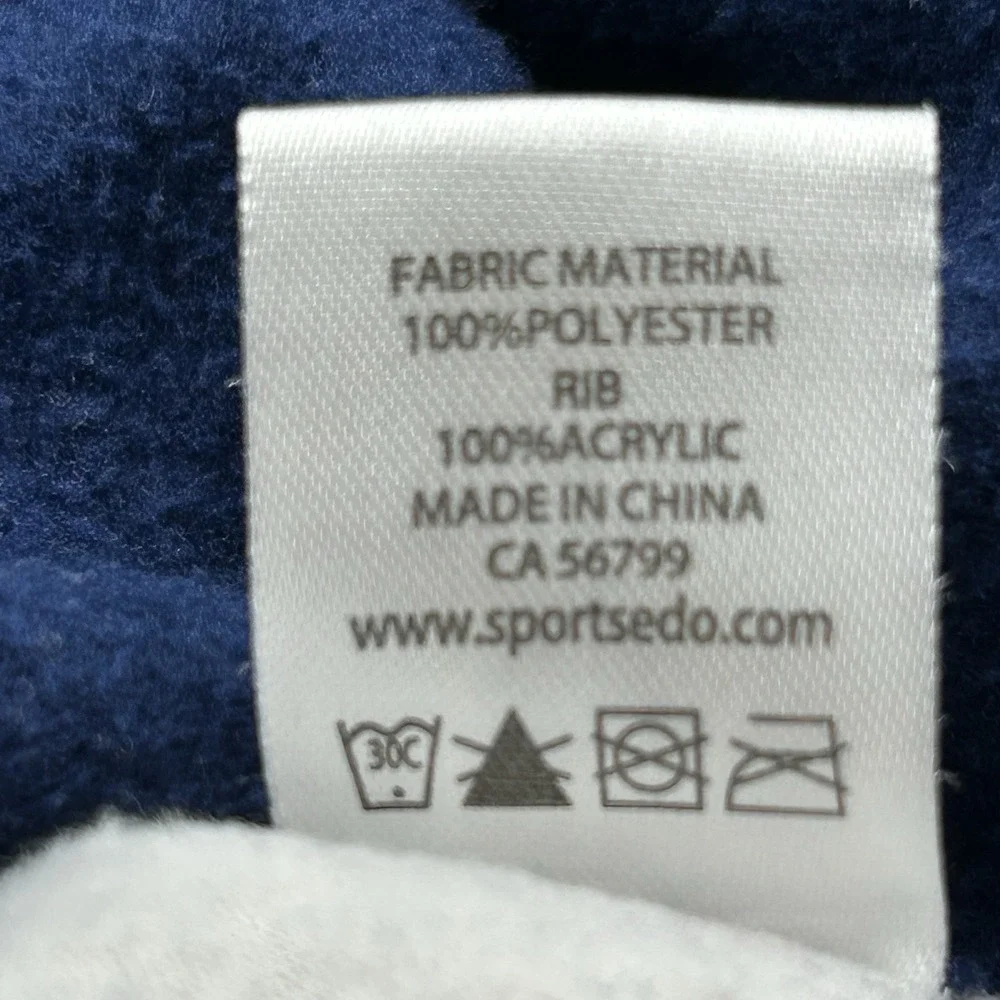 FABRIC MATERIAL
100%POLYESTER
RIB
100%ACRYLIC
MADE IN CHINA
CA 56799
www.sportsedo.com
30C